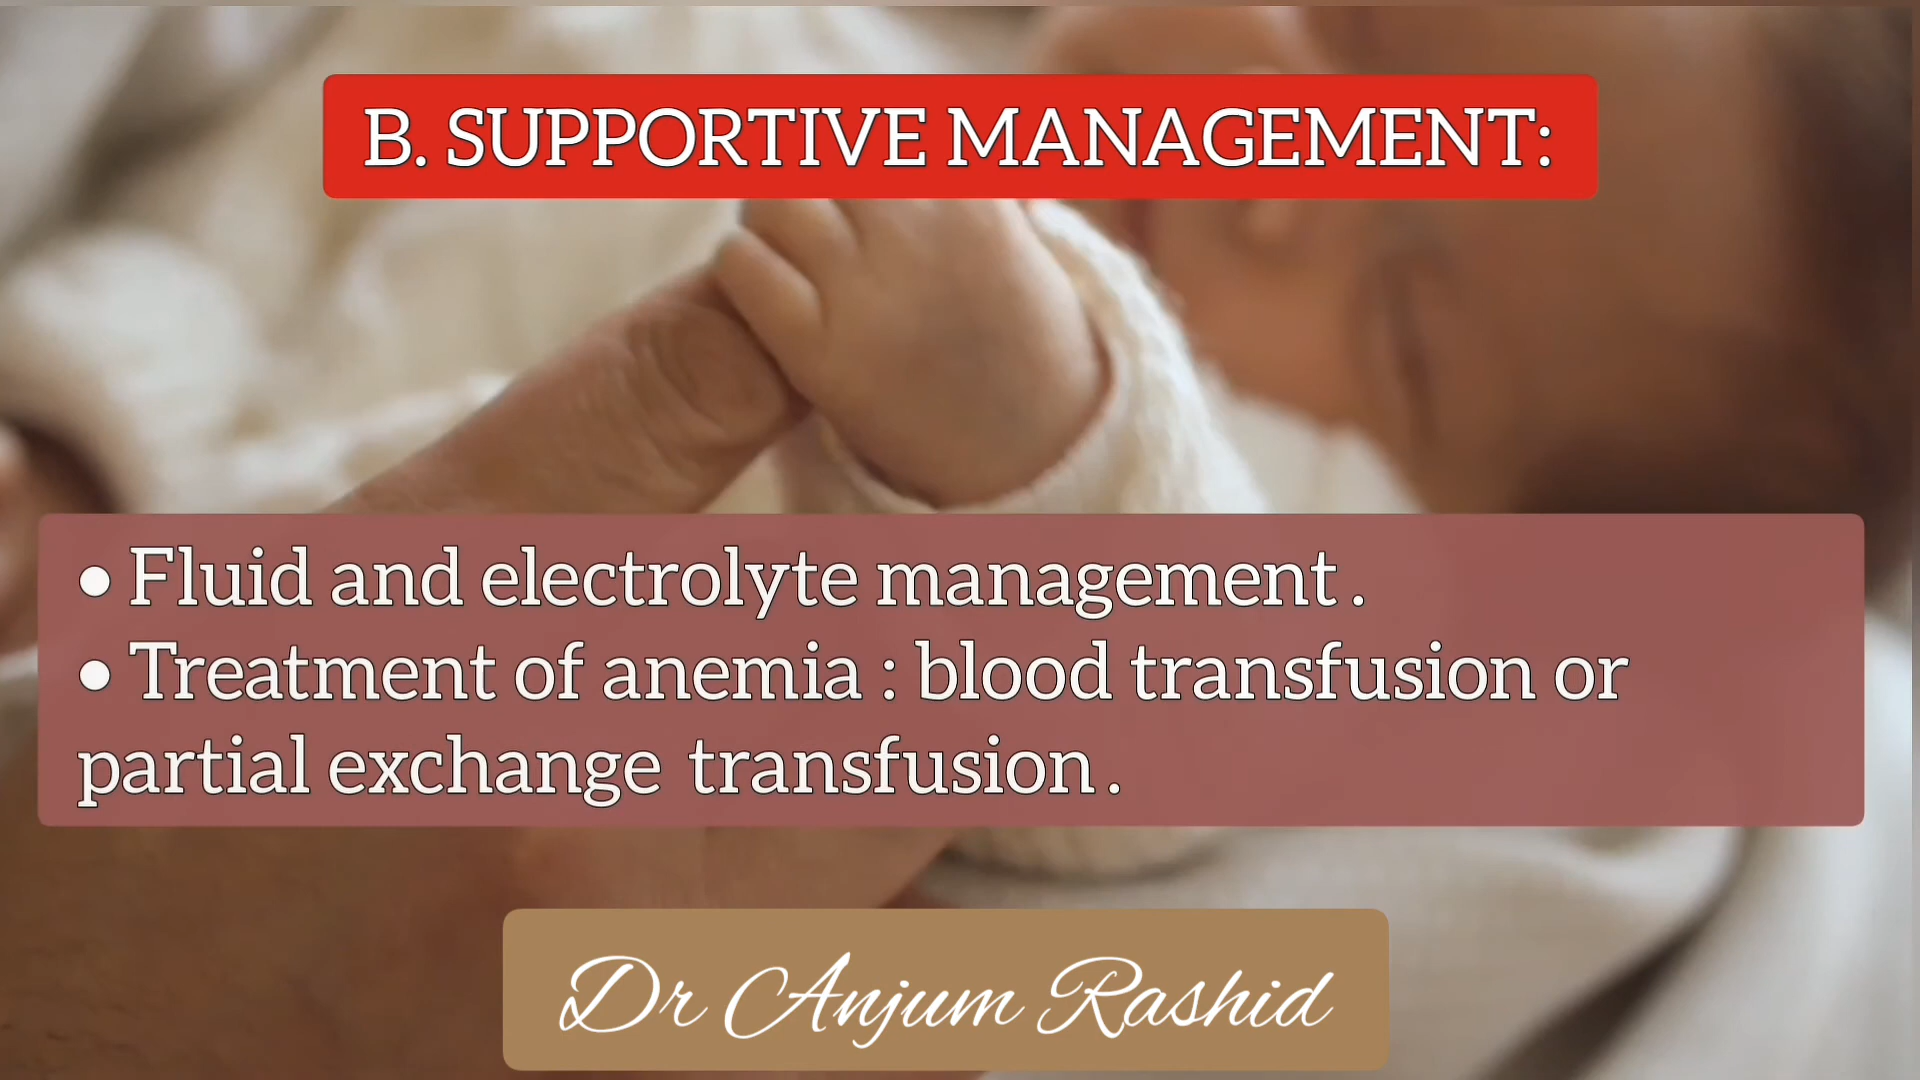 B. SUPPORTIVE MANAGEMENT:
• Fluid and electrolyte management .
• Treatment of anemia : blood transfusion or
partial exchange transfusion .
Dr Anjum Rashid